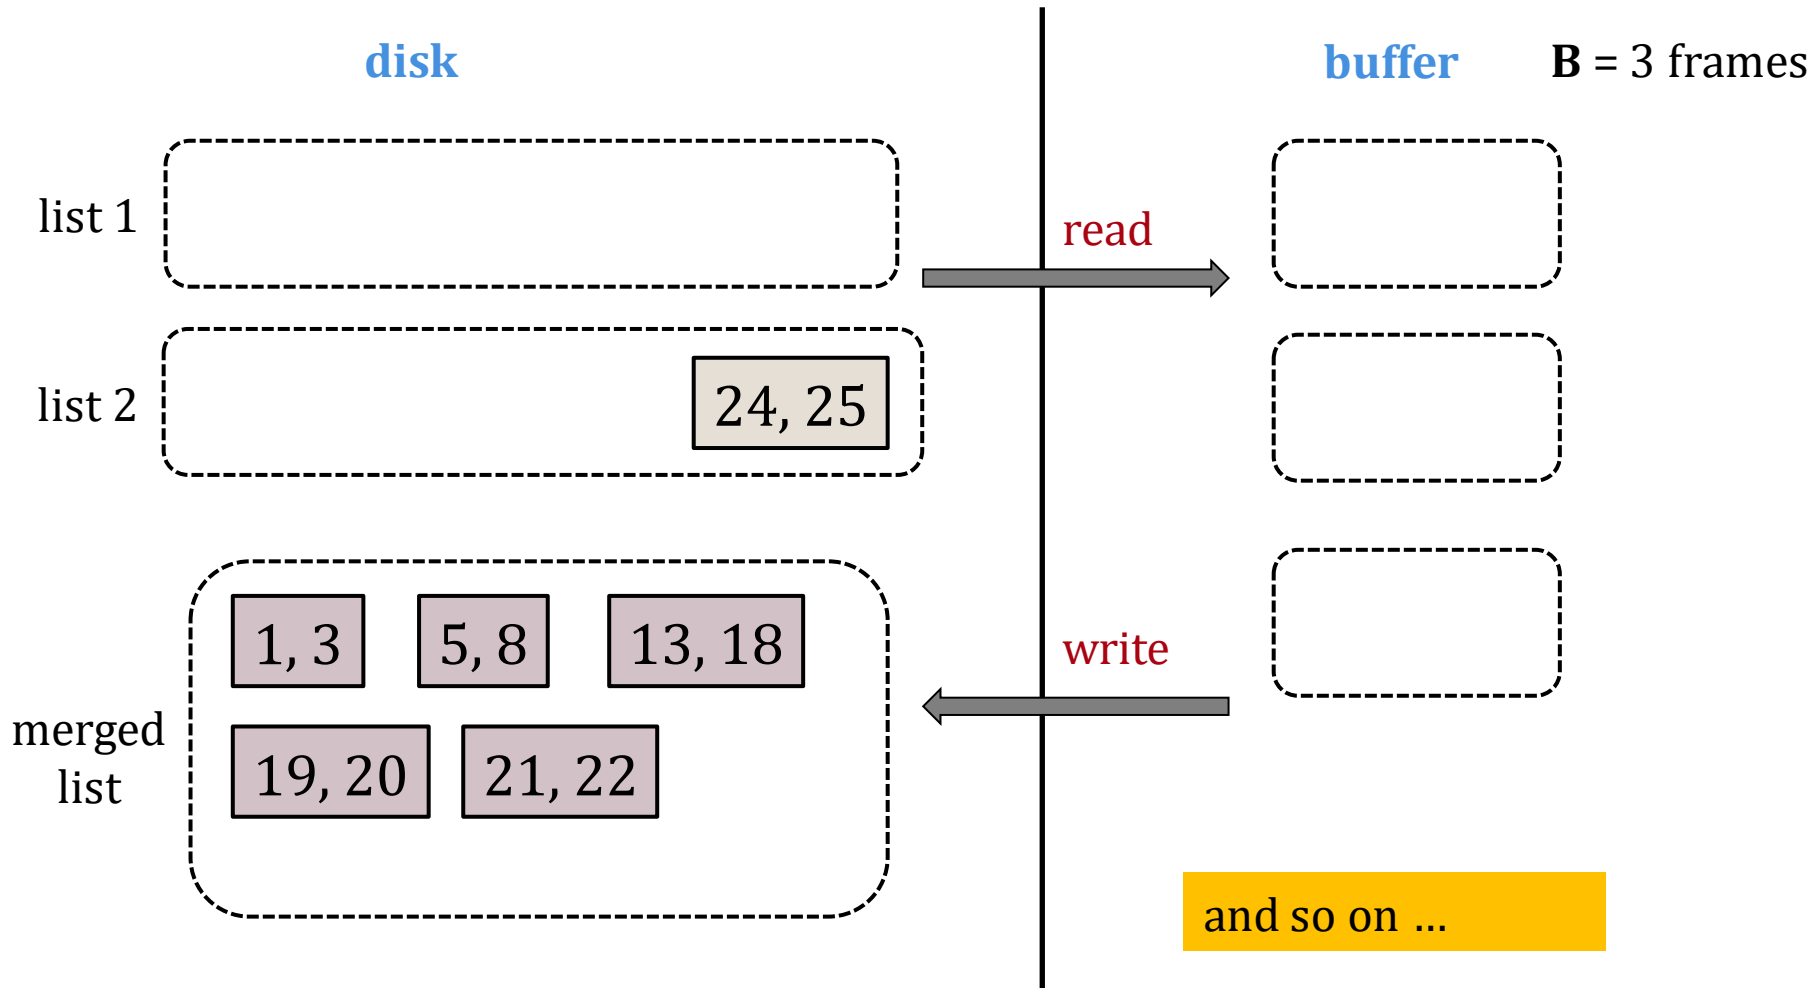 disk
buffer
B = 3 frames
list 1
read
list 2
24, 25
1, 3
5, 8
13, 18
write
merged
list
19, 20
21, 22
and so on ...